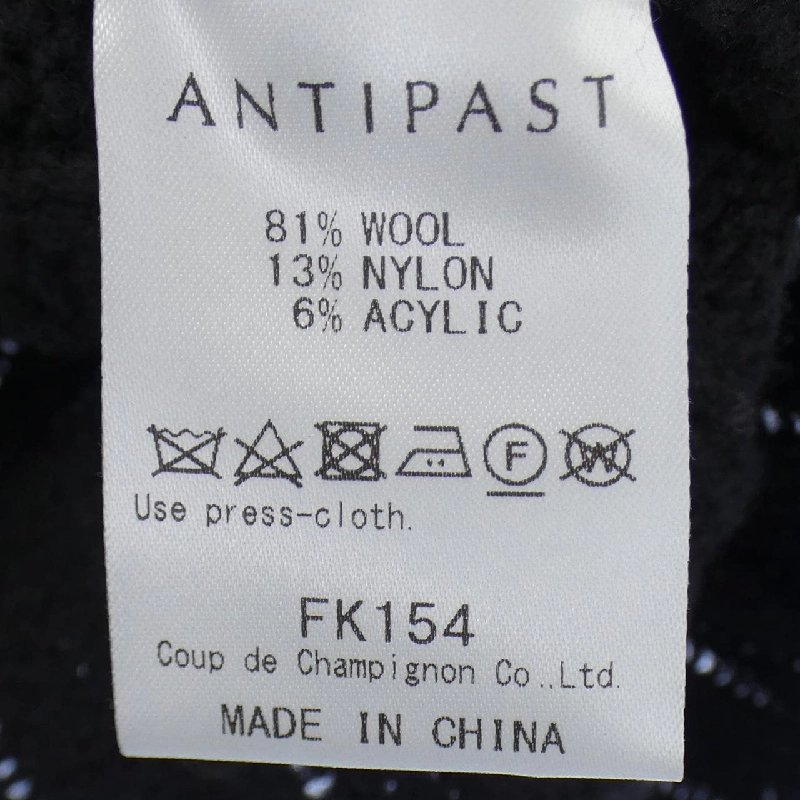 ANTIPAST
81% WOOL
13% NYLON
6% ACYLIC
F W
Use press-cloth.
FK154
Coup de Champignon Co.,Ltd.
MADE IN CHINA